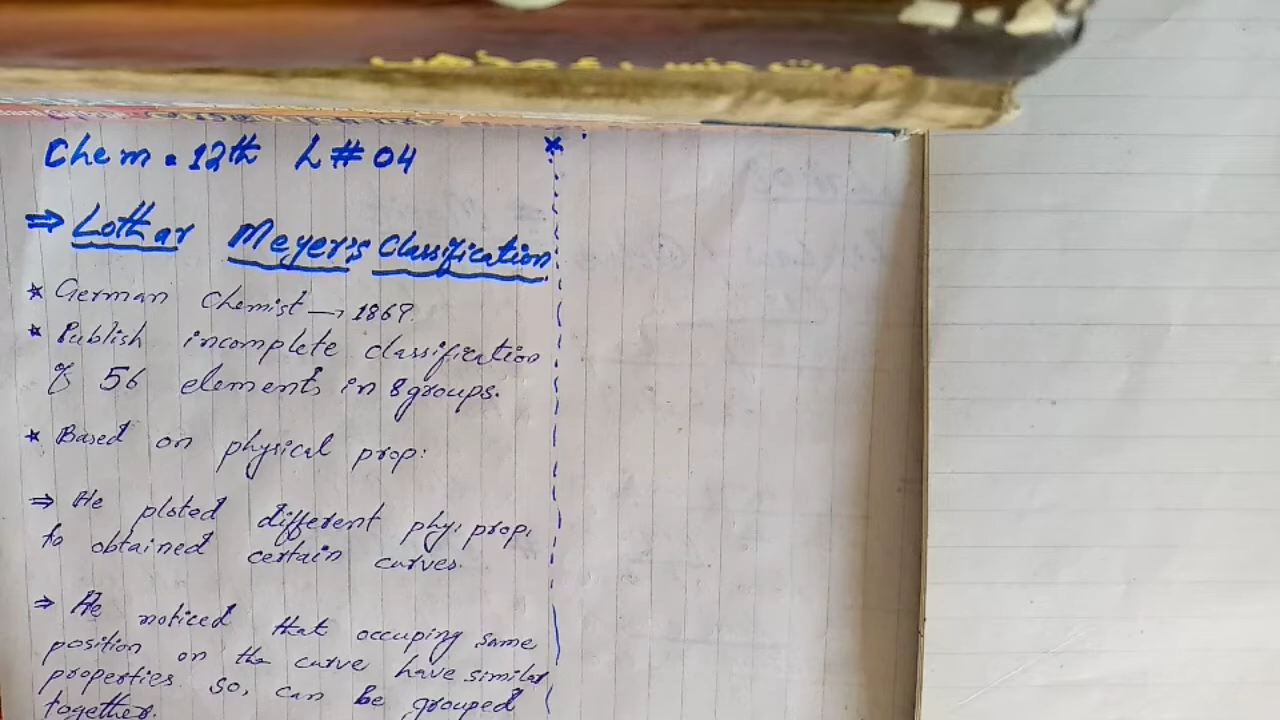 Chem. 12th L # 04
⇒ Lothar Meyer's Classification
* German Chemist → 1869
* Publish incomplete classification
of 56 elements in 8 groups.
* Based on physical prop:
⇒ He ploted different phy. prop.
to obtained certain curves.
⇒ He noticed that occuping same
position on the curve have similar
properties so, can be grouped
together.